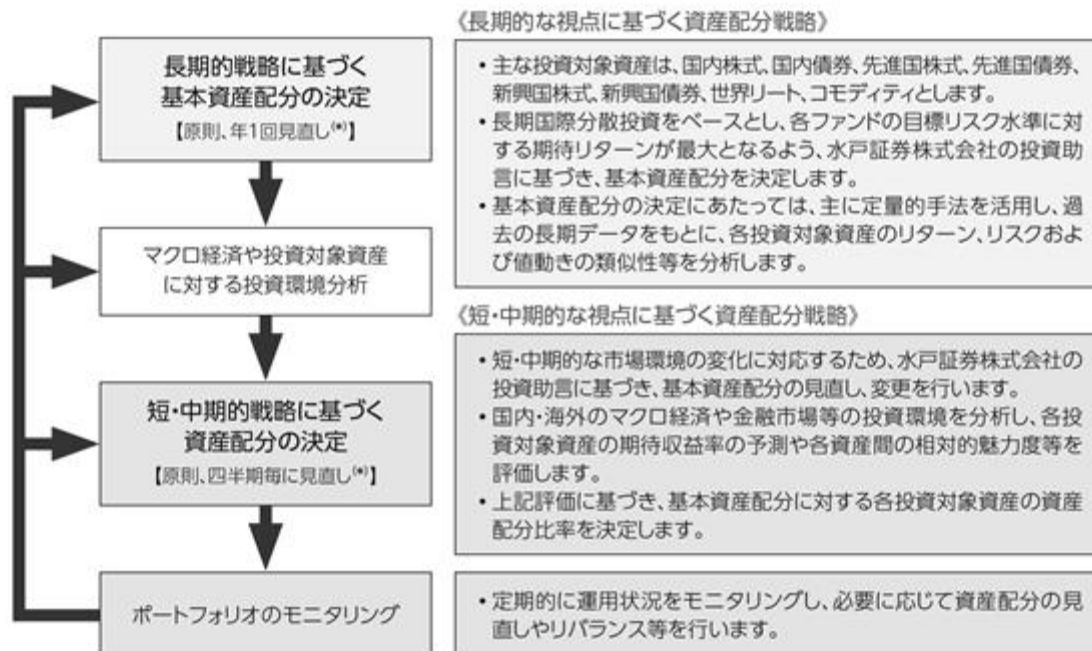 長期的戦略に基づく
基本資産配分の決定
【原則、年1回見直し(*)】
マクロ経済や投資対象資産
に対する投資環境分析
短・中期的戦略に基づく
資産配分の決定
【原則、四半期毎に見直し(*)】
ポートフォリオのモニタリング
《長期的な視点に基づく資産配分戦略》
・主な投資対象資産は、国内株式、国内債券、先進国株式、先進国債券、
新興国株式、新興国債券、世界リート、コモディティとします。
・長期国際分散投資をベースとし、各ファンドの目標リスク水準に対
する期待リターンが最大となるよう、水戸証券株式会社の投資助
言に基づき、基本資産配分を決定します。
・基本資産配分の決定にあたっては、主に定量的手法を活用し、過
去の長期データをもとに、各投資対象資産のリターン、リスクおよ
び値動きの類似性等を分析します。
《短・中期的な視点に基づく資産配分戦略》
・短・中期的な市場環境の変化に対応するため、水戸証券株式会社の
投資助言に基づき、基本資産配分の見直し、変更を行います。
・国内・海外のマクロ経済や金融市場等の投資環境を分析し、各投
資対象資産の期待収益率の予測や各資産間の相対的魅力度等を
評価します。
・上記評価に基づき、基本資産配分に対する各投資対象資産の資産
配分比率を決定します。
・定期的に運用状況をモニタリングし、必要に応じて資産配分の見
直しやリバランス等を行います。